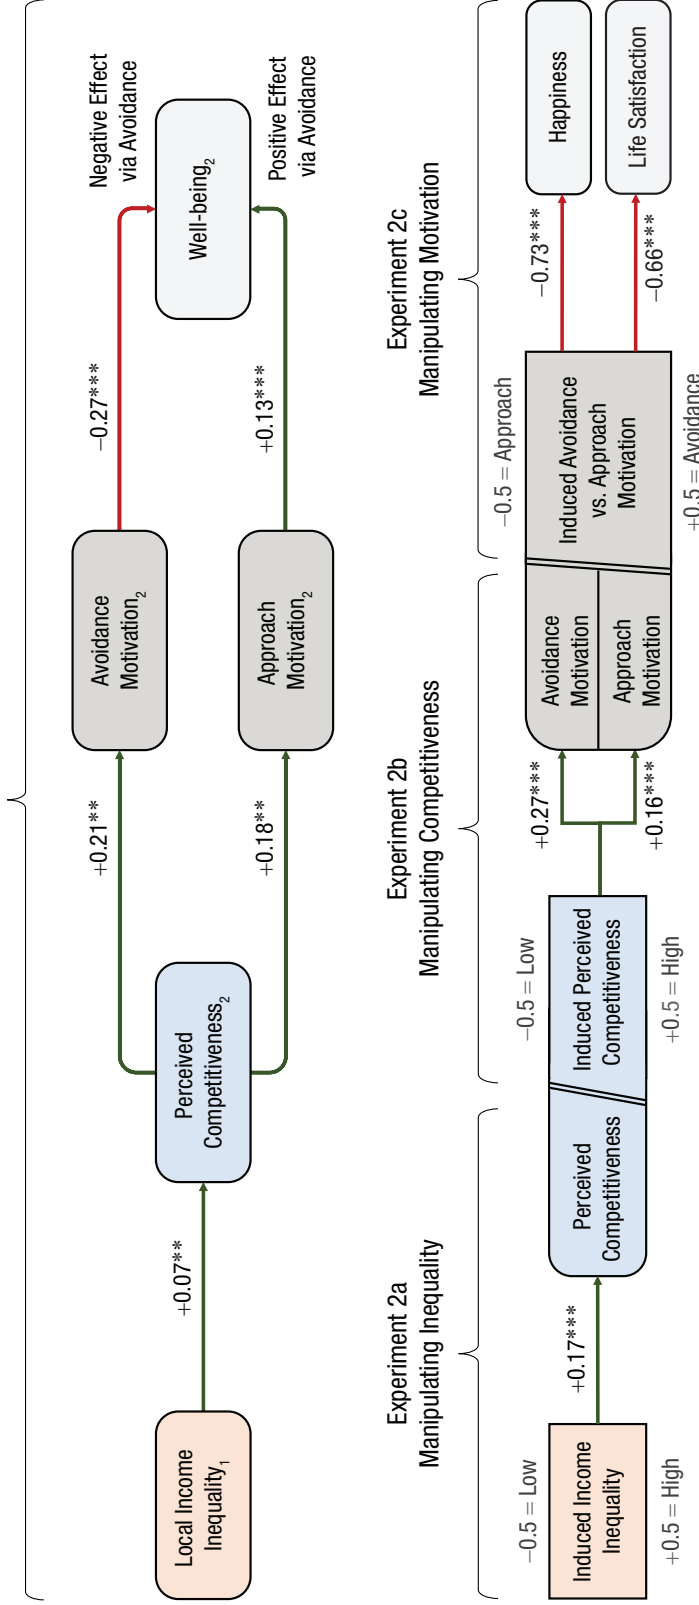 Local Income
Inequality1
+0.07**
Perceived
Competitiveness2
+0.21**
+0.18**
Avoidance
Motivation2
Approach
Motivation2
−0.27***
+0.13***
Negative Effect
via Avoidance
Well-being2
Positive Effect
via Avoidance
Experiment 2a
Manipulating Inequality
−0.5 = Low
Induced Income
Inequality
+0.5 = High
+0.17***
Perceived
Competitiveness
Experiment 2b
Manipulating Competitiveness
−0.5 = Low
Induced Perceived
Competitiveness
+0.5 = High
+0.27***
+0.16***
Avoidance
Motivation
Approach
Motivation
Experiment 2c
Manipulating Motivation
−0.5 = Approach
Induced Avoidance
vs. Approach
Motivation
+0.5 = Avoidance
−0.73***
−0.66***
Happiness
Life Satisfaction